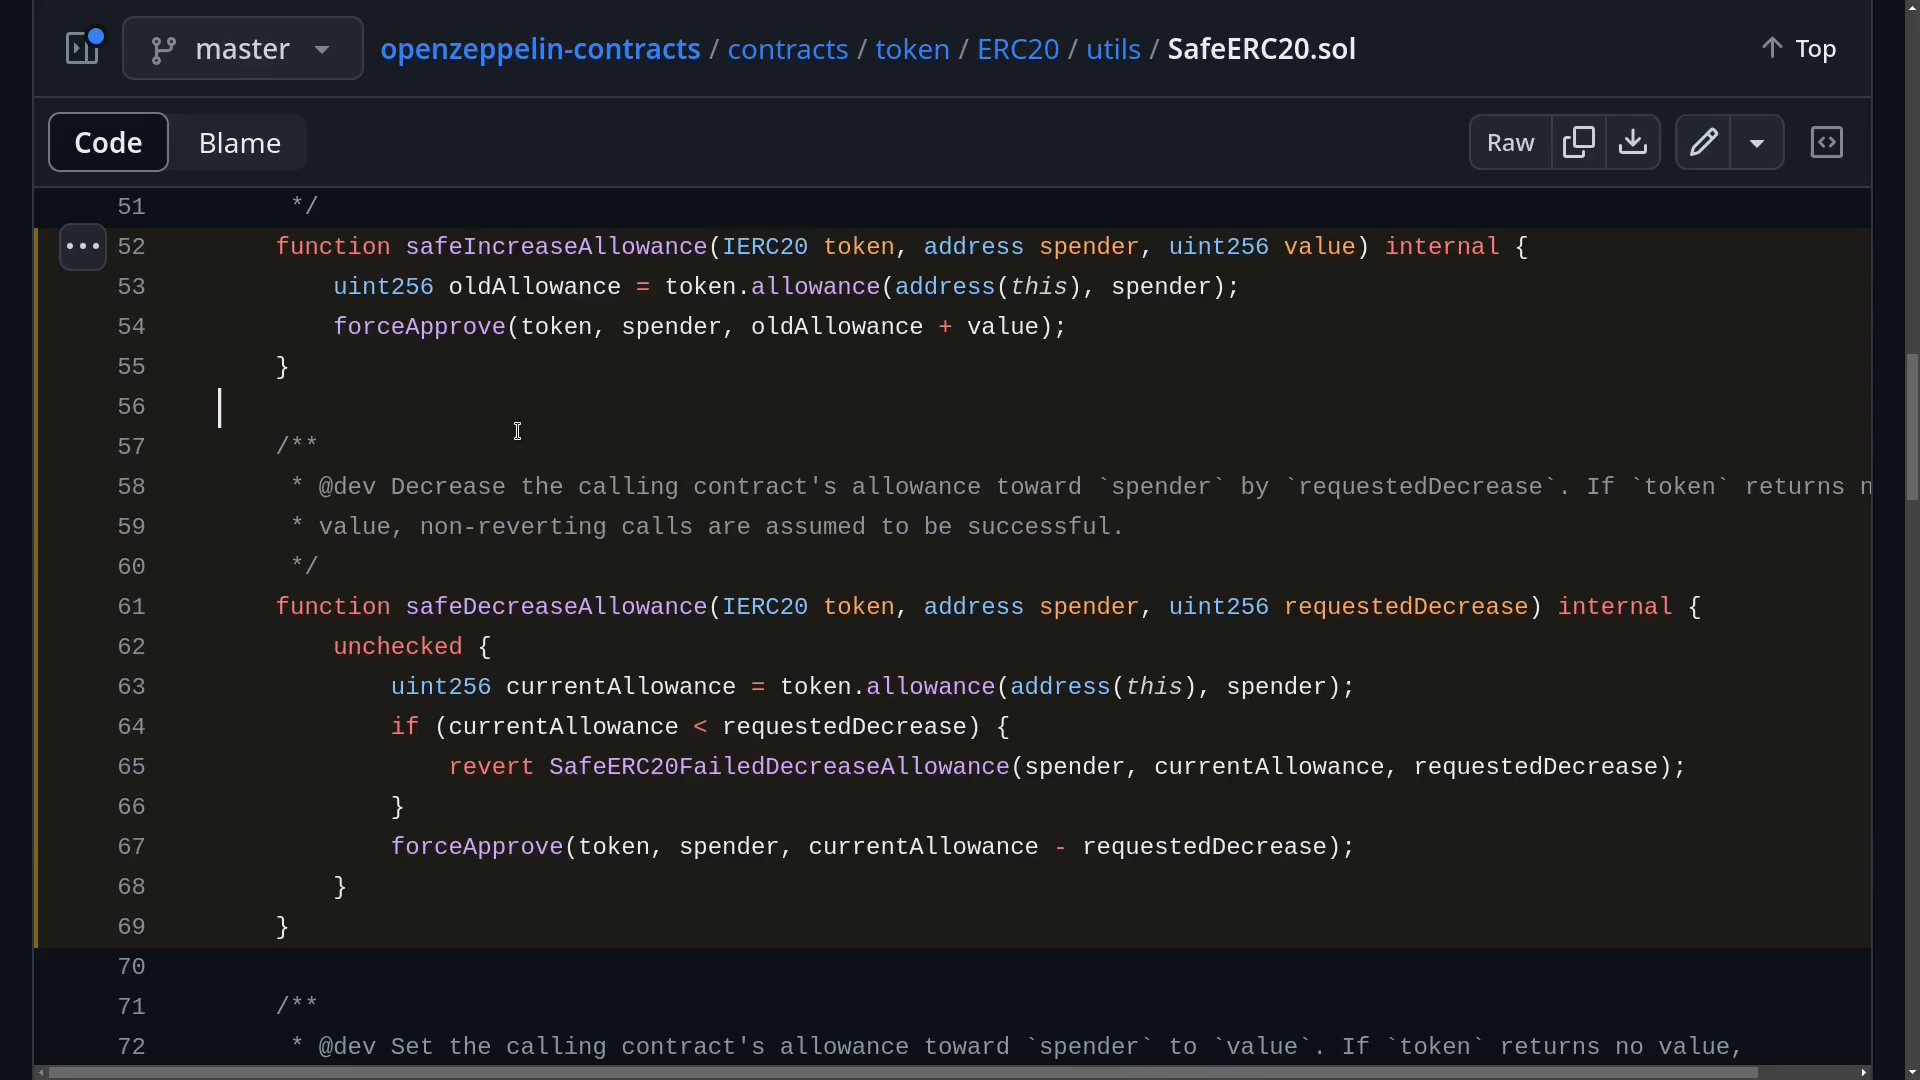 master openzeppelin-contracts / contracts / token / ERC20 / utils / SafeERC20.sol Top
Code Blame Raw
51 */
52 function safeIncreaseAllowance(IERC20 token, address spender, uint256 value) internal {
53 uint256 oldAllowance = token.allowance(address(this), spender);
54 forceApprove(token, spender, oldAllowance + value);
55 }
56
57 /**
58 * @dev Decrease the calling contract's allowance toward `spender` by `requestedDecrease`. If `token` returns n
59 * value, non-reverting calls are assumed to be successful.
60 */
61 function safeDecreaseAllowance(IERC20 token, address spender, uint256 requestedDecrease) internal {
62 unchecked {
63 uint256 currentAllowance = token.allowance(address(this), spender);
64 if (currentAllowance < requestedDecrease) {
65 revert SafeERC20FailedDecreaseAllowance(spender, currentAllowance, requestedDecrease);
66 }
67 forceApprove(token, spender, currentAllowance - requestedDecrease);
68 }
69 }
70
71 /**
72 * @dev Set the calling contract's allowance toward `spender` to `value`. If `token` returns no value,